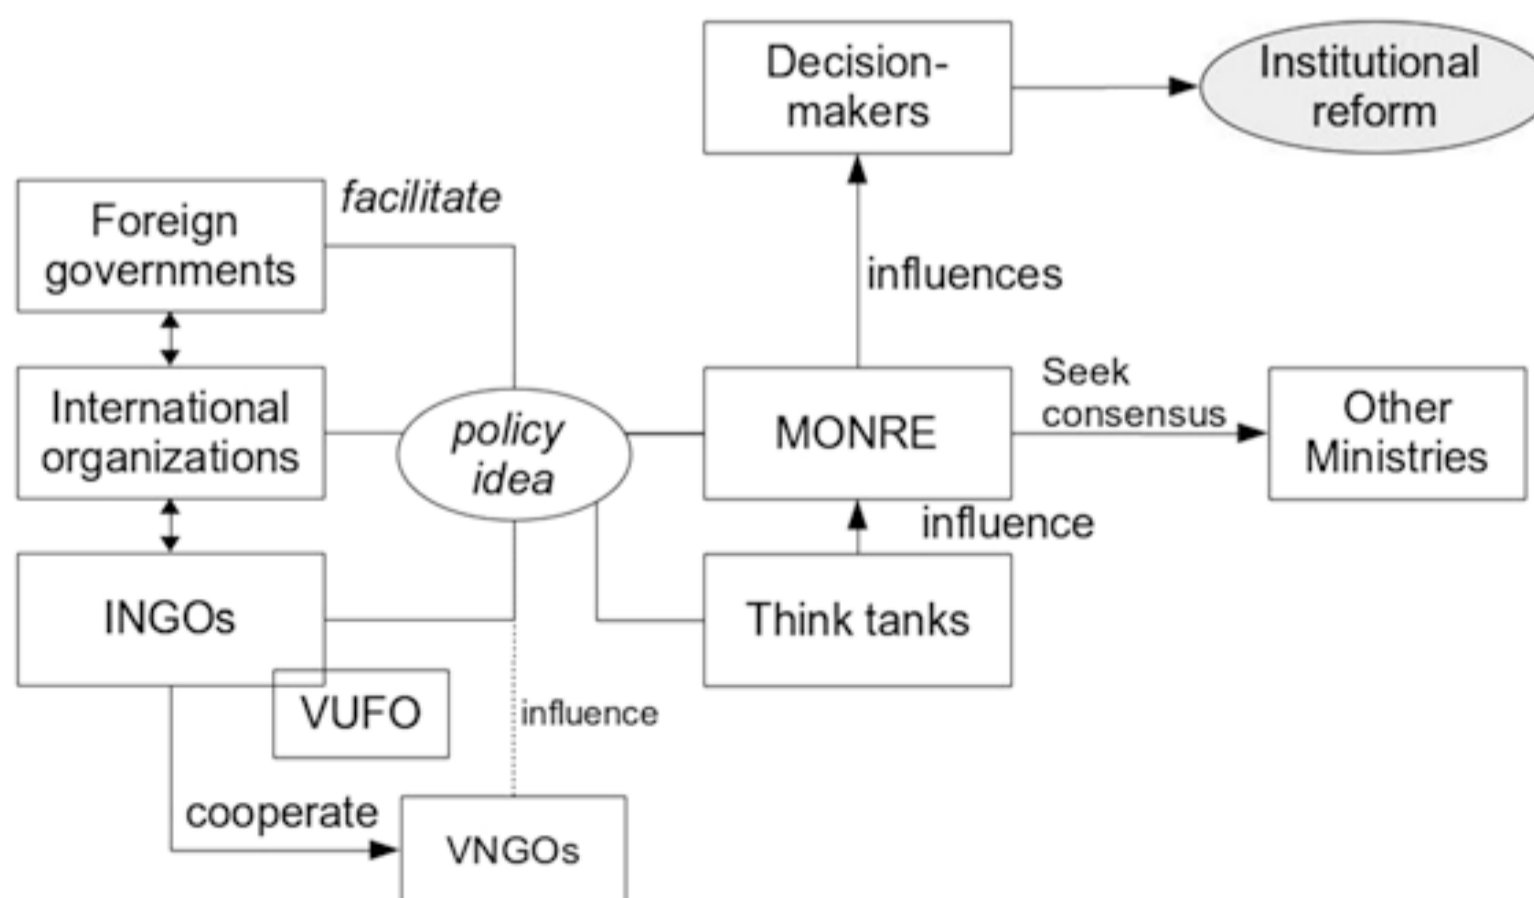 Decision-
makers
Institutional
reform
facilitate
Foreign
governments
influences
International
organizations
policy
idea
MONRE
Seek
consensus
Other
Ministries
influence
INGOs
Think tanks
VUFO
influence
cooperate
VNGOs